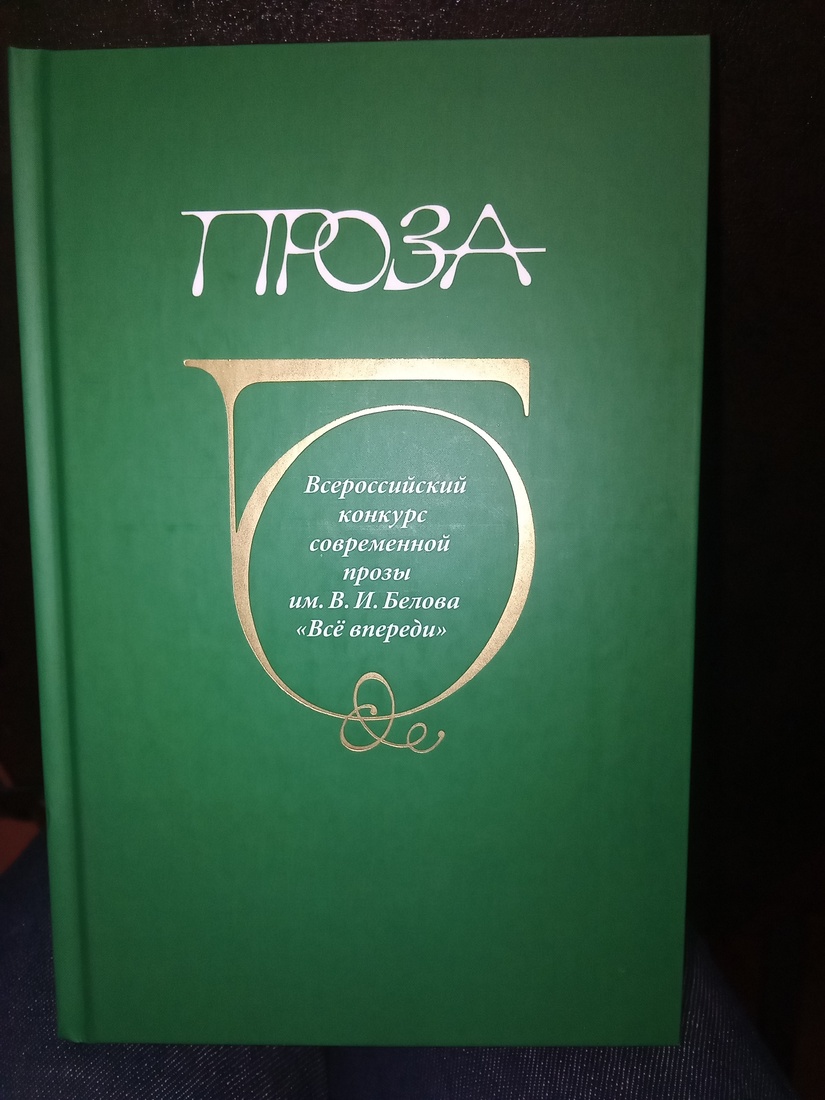 ПРОЗА
Б
Всероссийский
конкурс
современной
прозы
им. В. И. Белова
«Всё впереди»